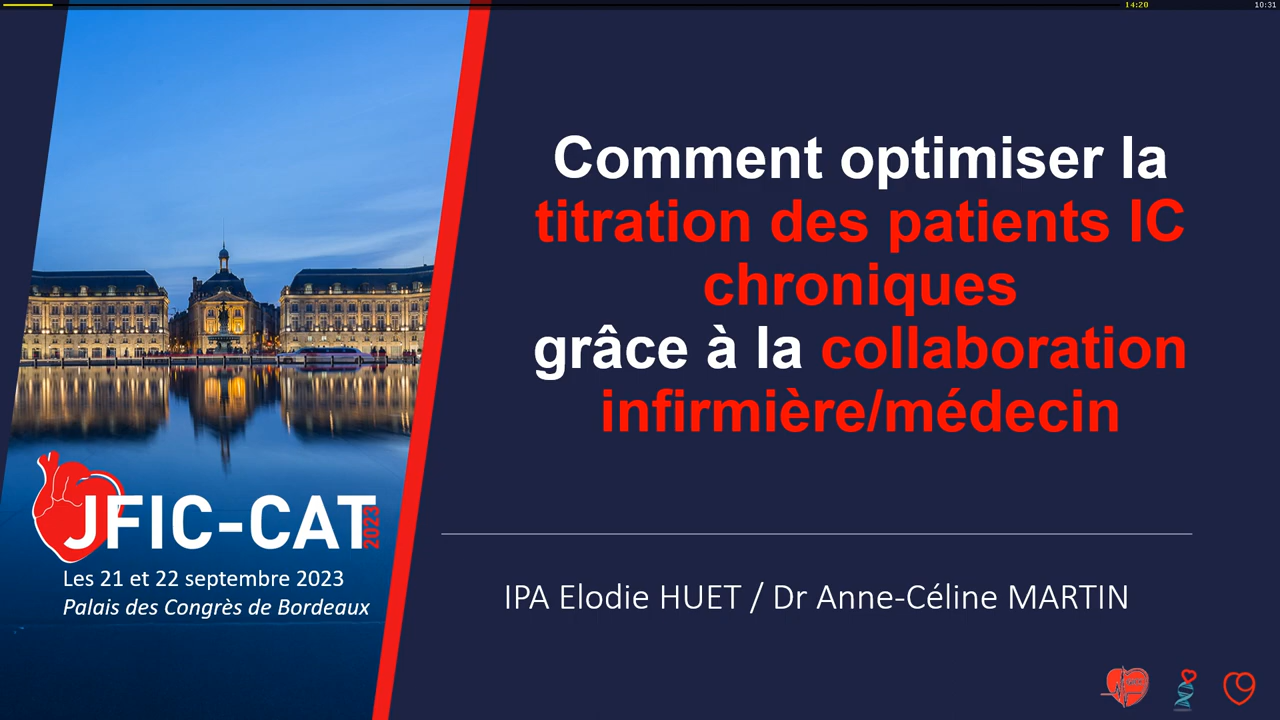 14:20
10:31
Comment optimiser la
titration des patients IC
chroniques
grâce à la collaboration
infirmière/médecin
JFIC-CAT 2023
Les 21 et 22 septembre 2023
Palais des Congrès de Bordeaux
IPA Elodie HUET / Dr Anne-Céline MARTIN